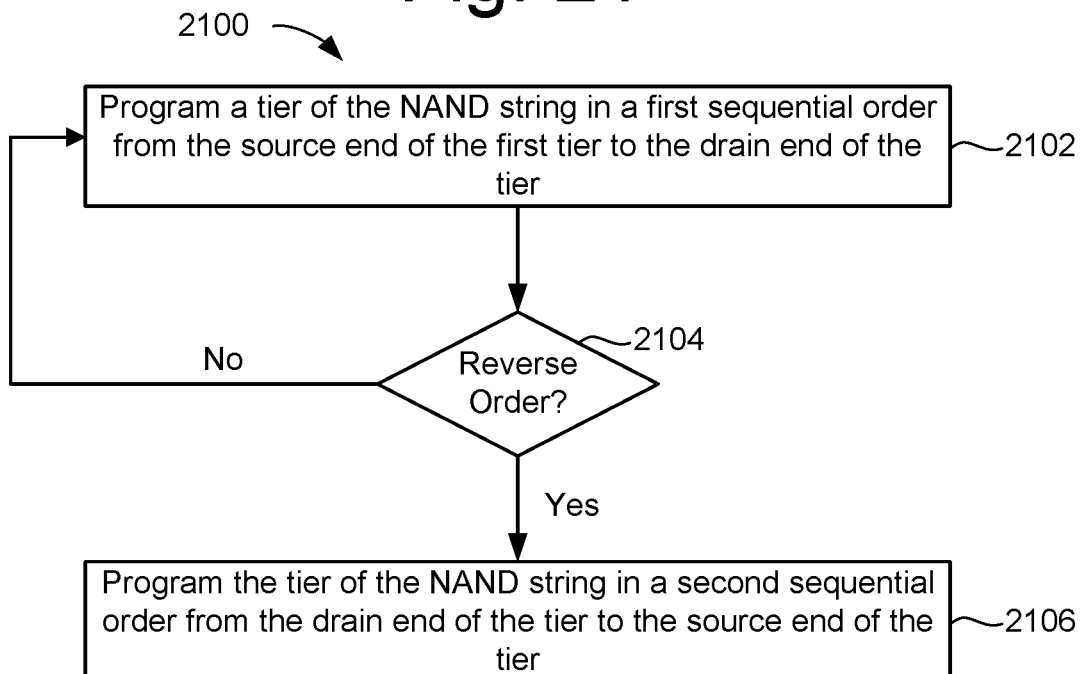 2100
Program a tier of the NAND string in a first sequential order
from the source end of the first tier to the drain end of the
tier
2102
2104
Reverse
Order?
No
Yes
Program the tier of the NAND string in a second sequential
order from the drain end of the tier to the source end of the
tier
2106